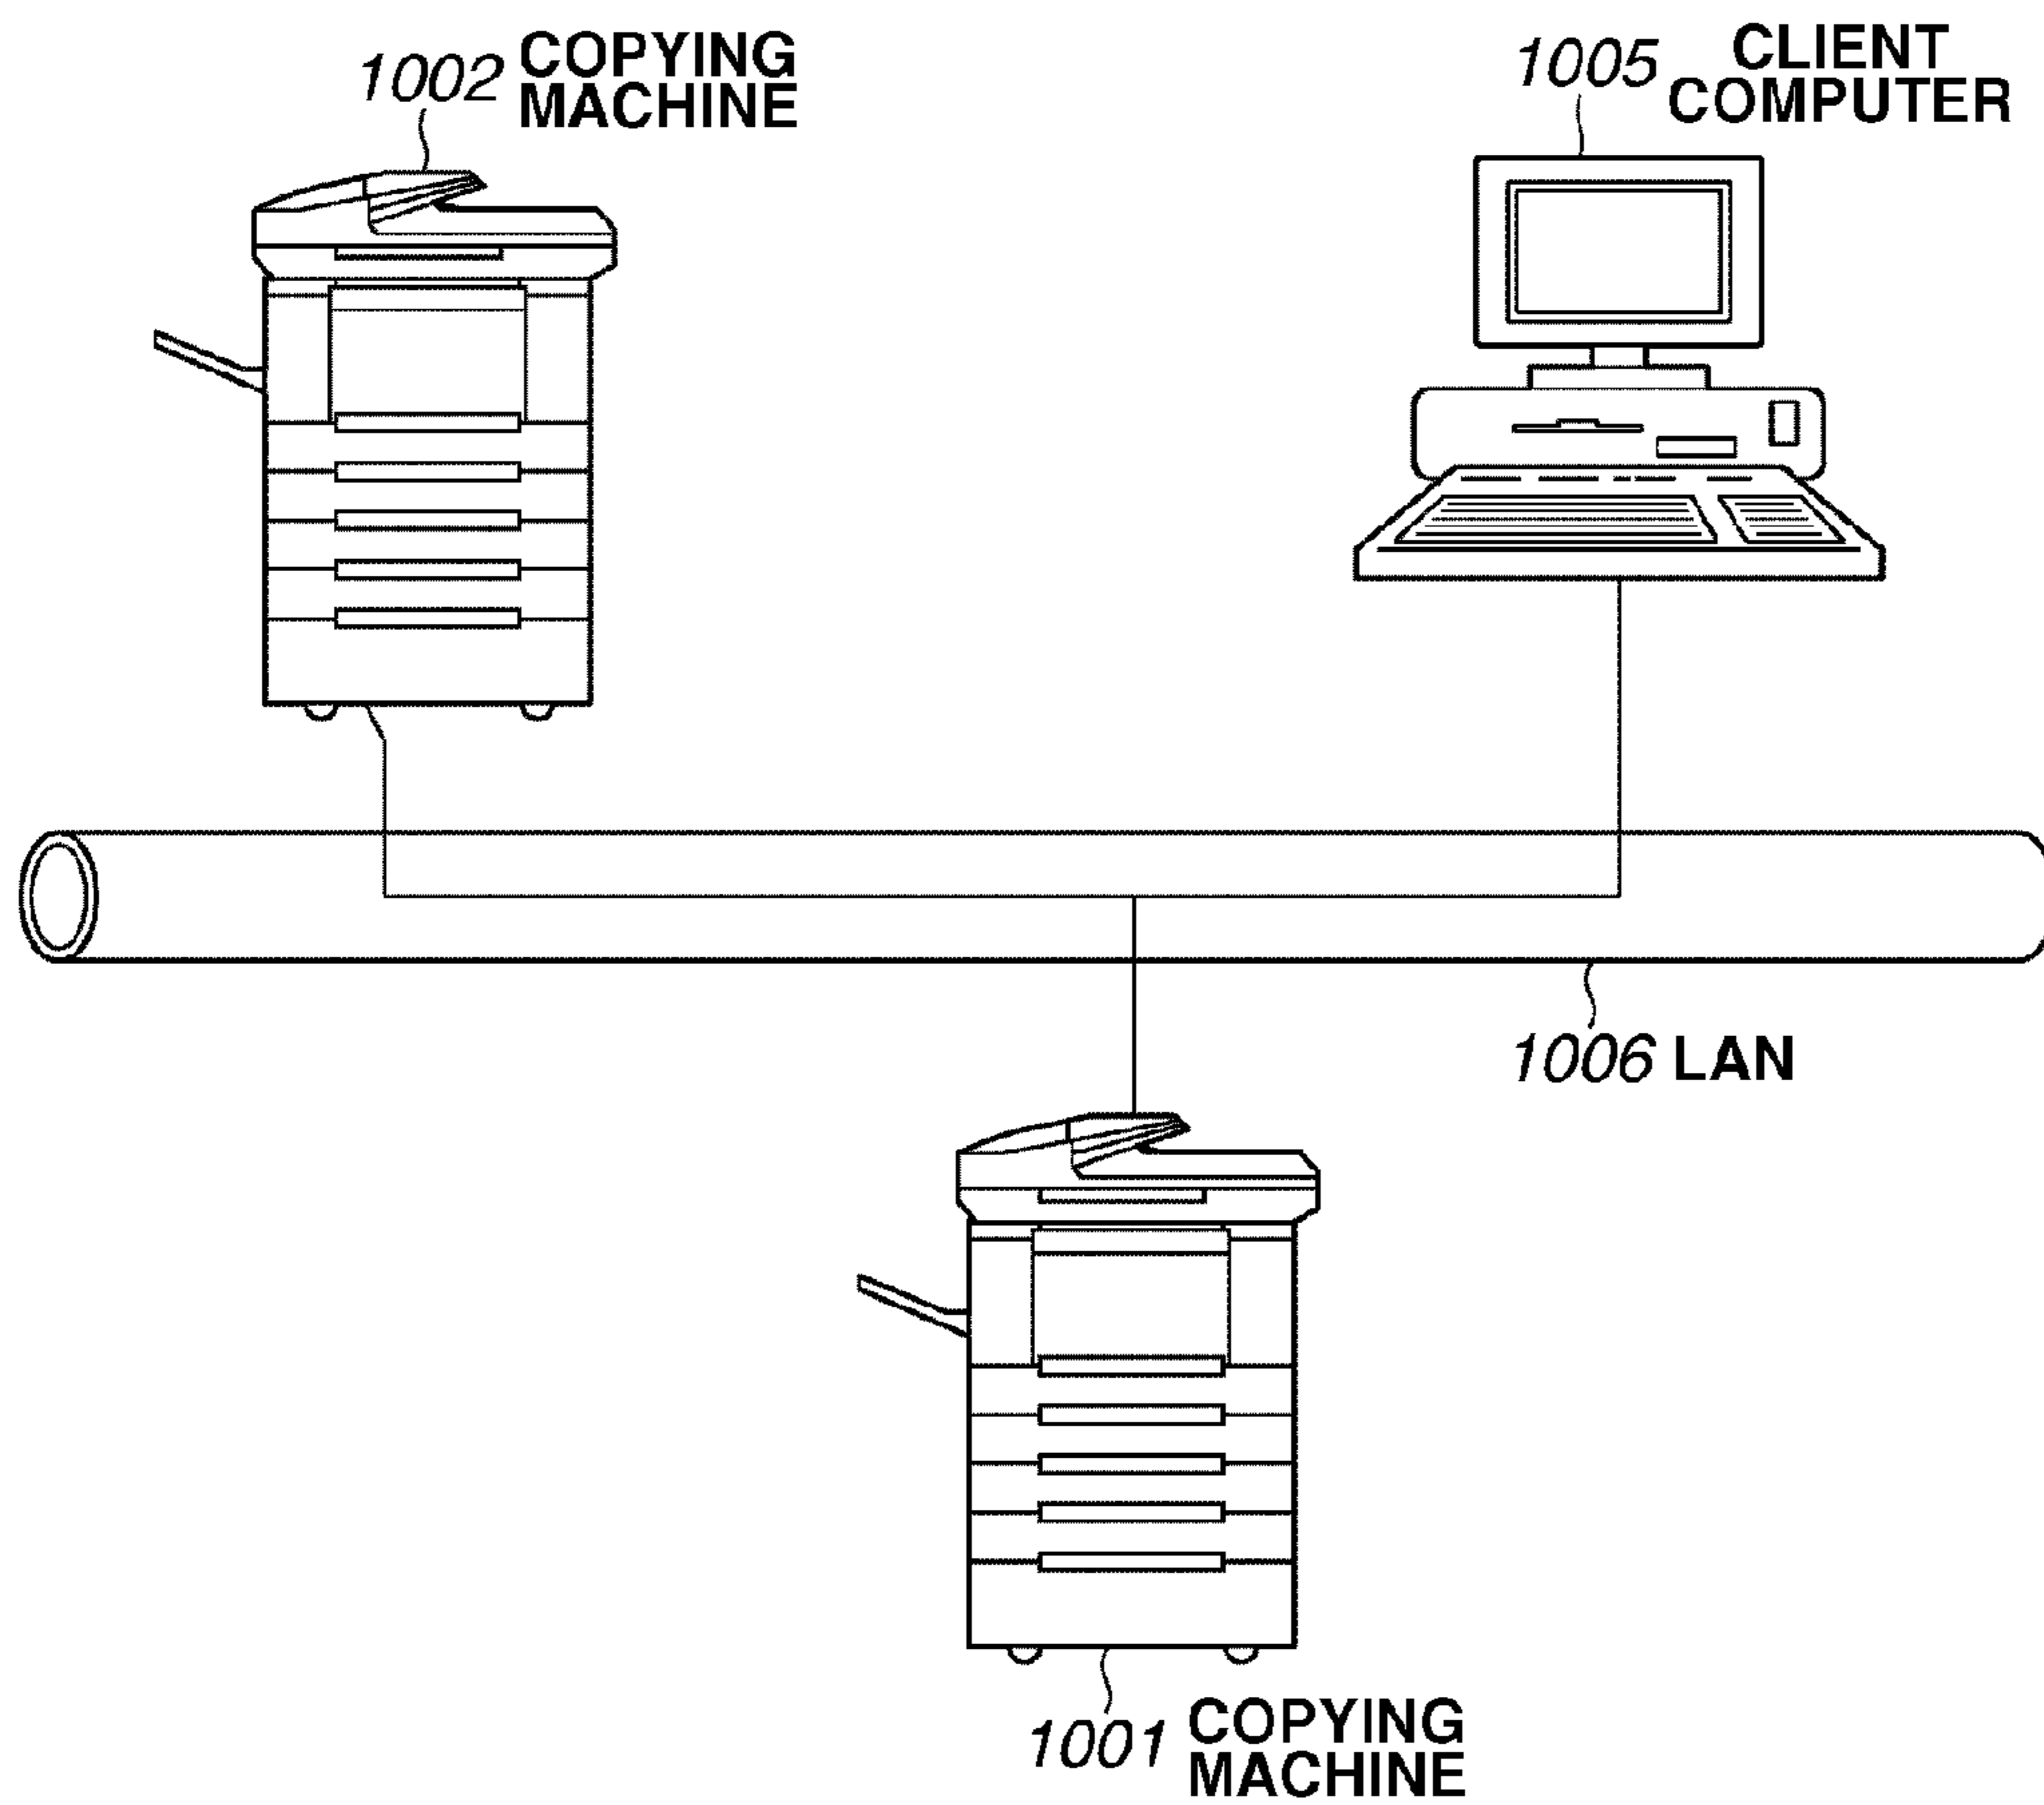 1002 COPYING
MACHINE
1005 CLIENT
COMPUTER
1006 LAN
1001 COPYING
MACHINE